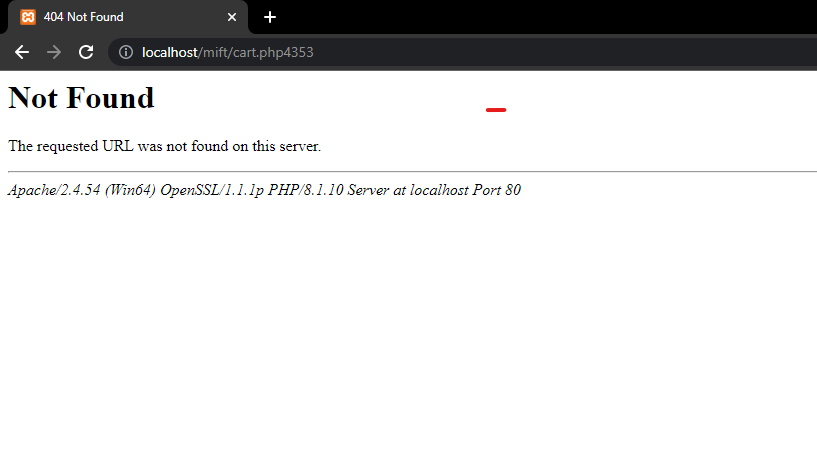 404 Not Found
localhost/mift/cart.php4353
Not Found
The requested URL was not found on this server.
Apache/2.4.54 (Win64) OpenSSL/1.1.1p PHP/8.1.10 Server at localhost Port 80